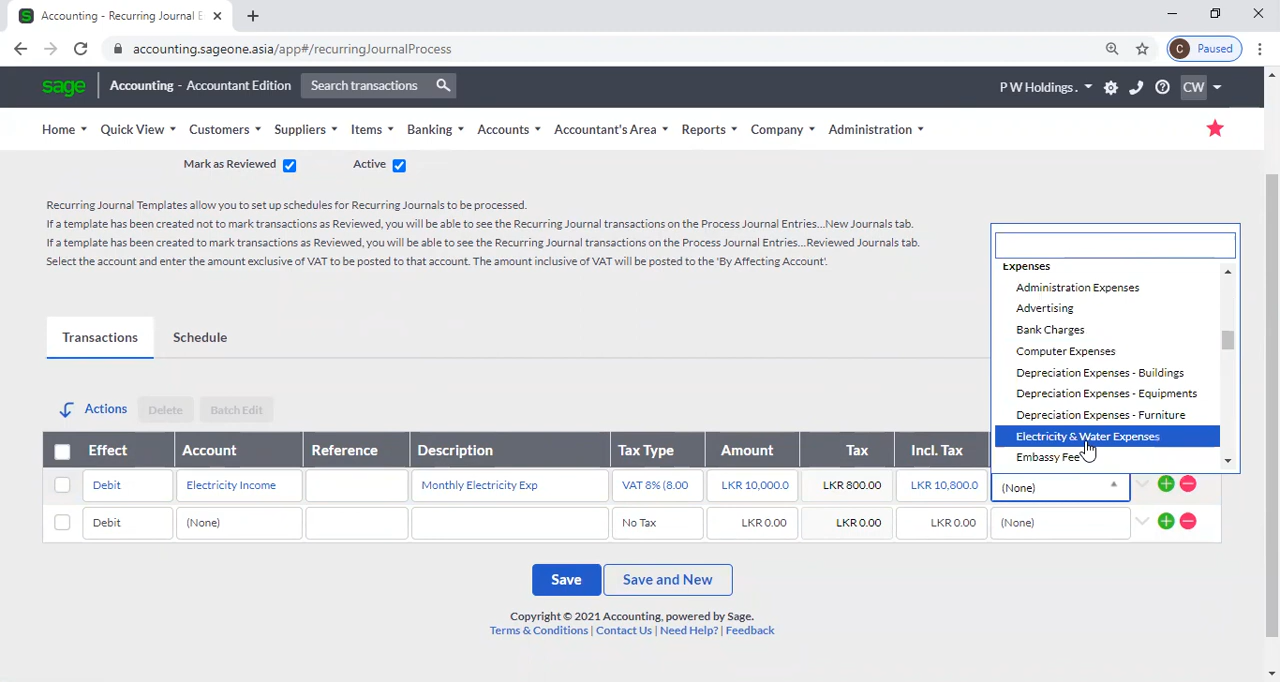 Accounting - Recurring Journal E
accounting.sageone.asia/app#/recurringJournalProcess
C Paused
sage Accounting - Accountant Edition Search transactions P W Holdings . CW
Home Quick View Customers Suppliers Items Banking Accounts Accountant's Area Reports Company Administration
Mark as Reviewed Active
Recurring Journal Templates allow you to set up schedules for Recurring Journals to be processed.
If a template has been created not to mark transactions as Reviewed, you will be able to see the Recurring Journal transactions on the Process Journal Entries...New Journals tab.
If a template has been created to mark transactions as Reviewed, you will be able to see the Recurring Journal transactions on the Process Journal Entries...Reviewed Journals tab.
Select the account and enter the amount exclusive of VAT to be posted to that account. The amount inclusive of VAT will be posted to the 'By Affecting Account'.
Expenses
Administration Expenses
Advertising
Bank Charges
Computer Expenses
Depreciation Expenses - Buildings
Depreciation Expenses - Equipments
Depreciation Expenses - Furniture
Electricity & Water Expenses
Embassy Fee
Transactions Schedule
Actions Delete Batch Edit
Effect Account Reference Description Tax Type Amount Tax Incl. Tax
Debit Electricity Income Monthly Electricity Exp VAT 8% (8.00 LKR 10,000.0 LKR 800.00 LKR 10,800.0 (None)
Debit (None) No Tax LKR 0.00 LKR 0.00 LKR 0.00 (None)
Save Save and New
Copyright © 2021 Accounting, powered by Sage.
Terms & Conditions | Contact Us | Need Help? | Feedback